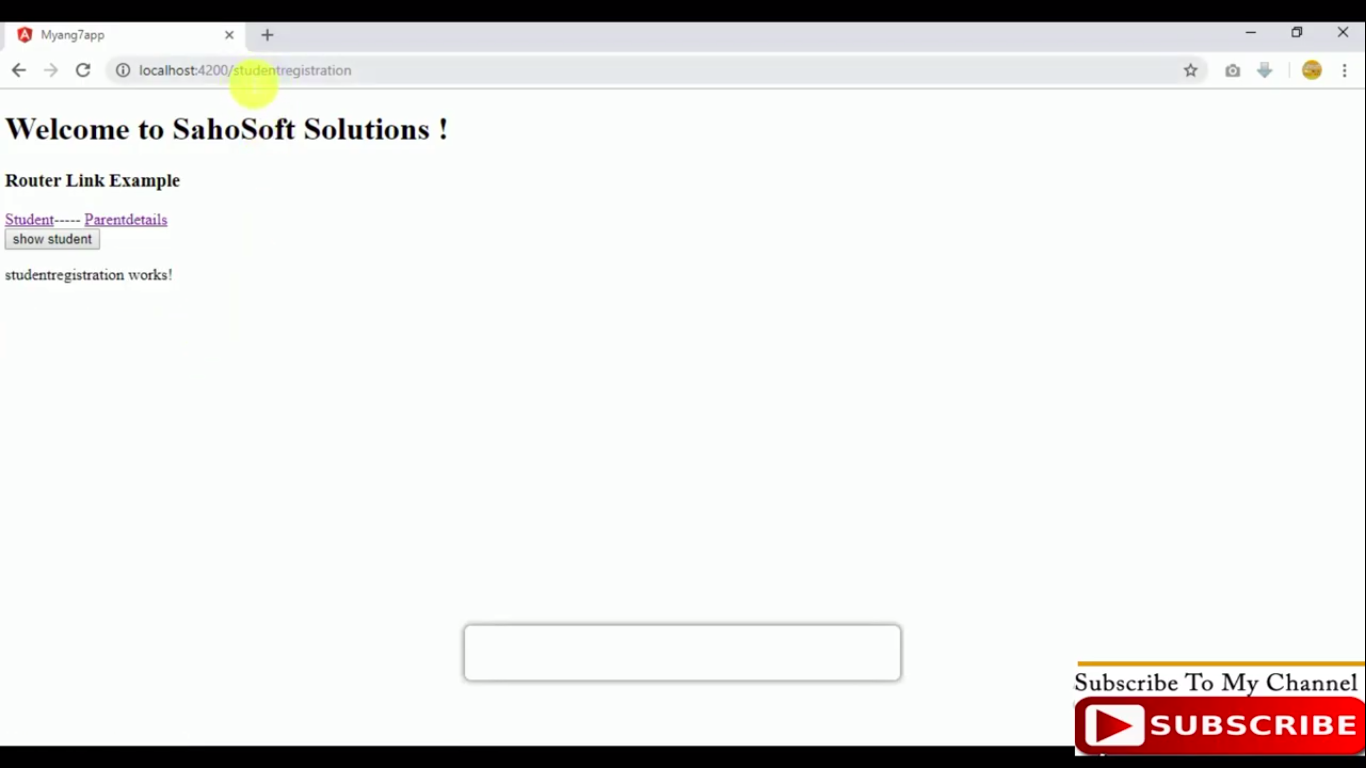 Myang7app
localhost:4200/studentregistration
Welcome to SahoSoft Solutions !
Router Link Example
Student----- Parentdetails
show student
studentregistration works!
Subscribe To My Channel
SUBSCRIBE